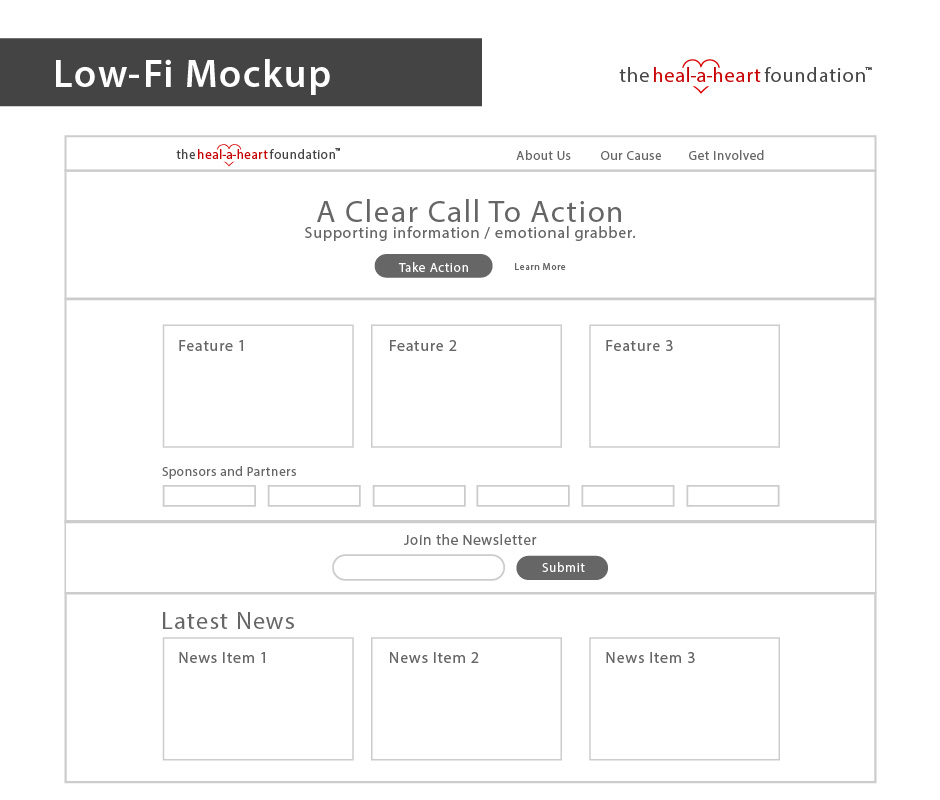 Low-Fi Mockup
the heal-a-heart foundation™
the heal-a-heart foundation™
About Us Our Cause Get Involved
A Clear Call To Action
Supporting information / emotional grabber.
Take Action Learn More
Feature 1 Feature 2 Feature 3
Sponsors and Partners
Join the Newsletter
Submit
Latest News
News Item 1 News Item 2 News Item 3